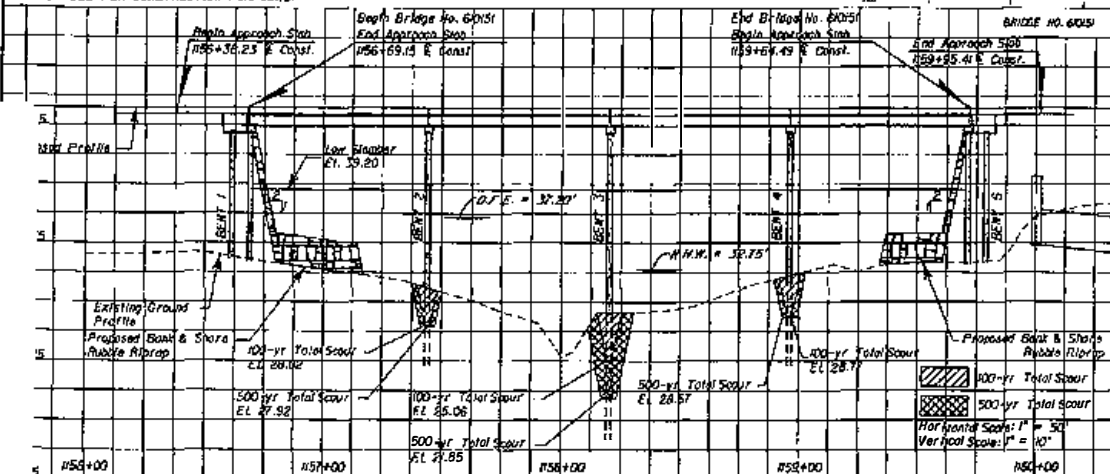 Begin Approach Slab
1156+36.23 ℄ Const.
Begin Bridge No. 610151
End Approach Slab
1156+69.15 ℄ Const
End Bridge No. 610151
Begin Approach Slab
1159+64.49 ℄ Const.
BRIDGE NO. 610151
End Approach Slab
1159+95.41 ℄ Const.
Profile
Low Member
El. 39.20
D.F.E. = 37.20'
N.H.W. = 32.75'
BENT 1
BENT 2
BENT 3
BENT 4
BENT 5
Existing Ground
Profile
Proposed Bank & Shore
Rubble Riprap
100-yr Total Scour
El. 28.02
500-yr Total Scour
El. 27.92
100-yr Total Scour
El. 25.06
500-yr Total Scour
El. 21.85
500-yr Total Scour
El. 28.57
100-yr Total Scour
El. 28.77
Proposed Bank & Shore
Rubble Riprap
100-yr Total Scour
500-yr Total Scour
Horizontal Scale: 1" = 50'
Vertical Scale: 1" = 10'
1156+00
1157+00
1158+00
1159+00
1160+00